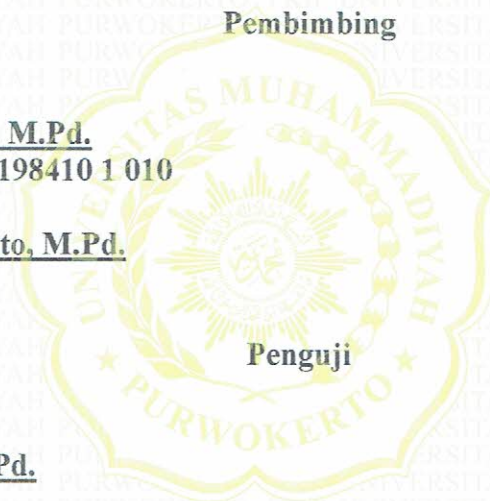 Pembimbing
M.Pd.
198410 1 010
to, M.Pd.
UNIVERSITAS MUHAMMADIYAH
Penguji
PURWOKERTO
Pd.